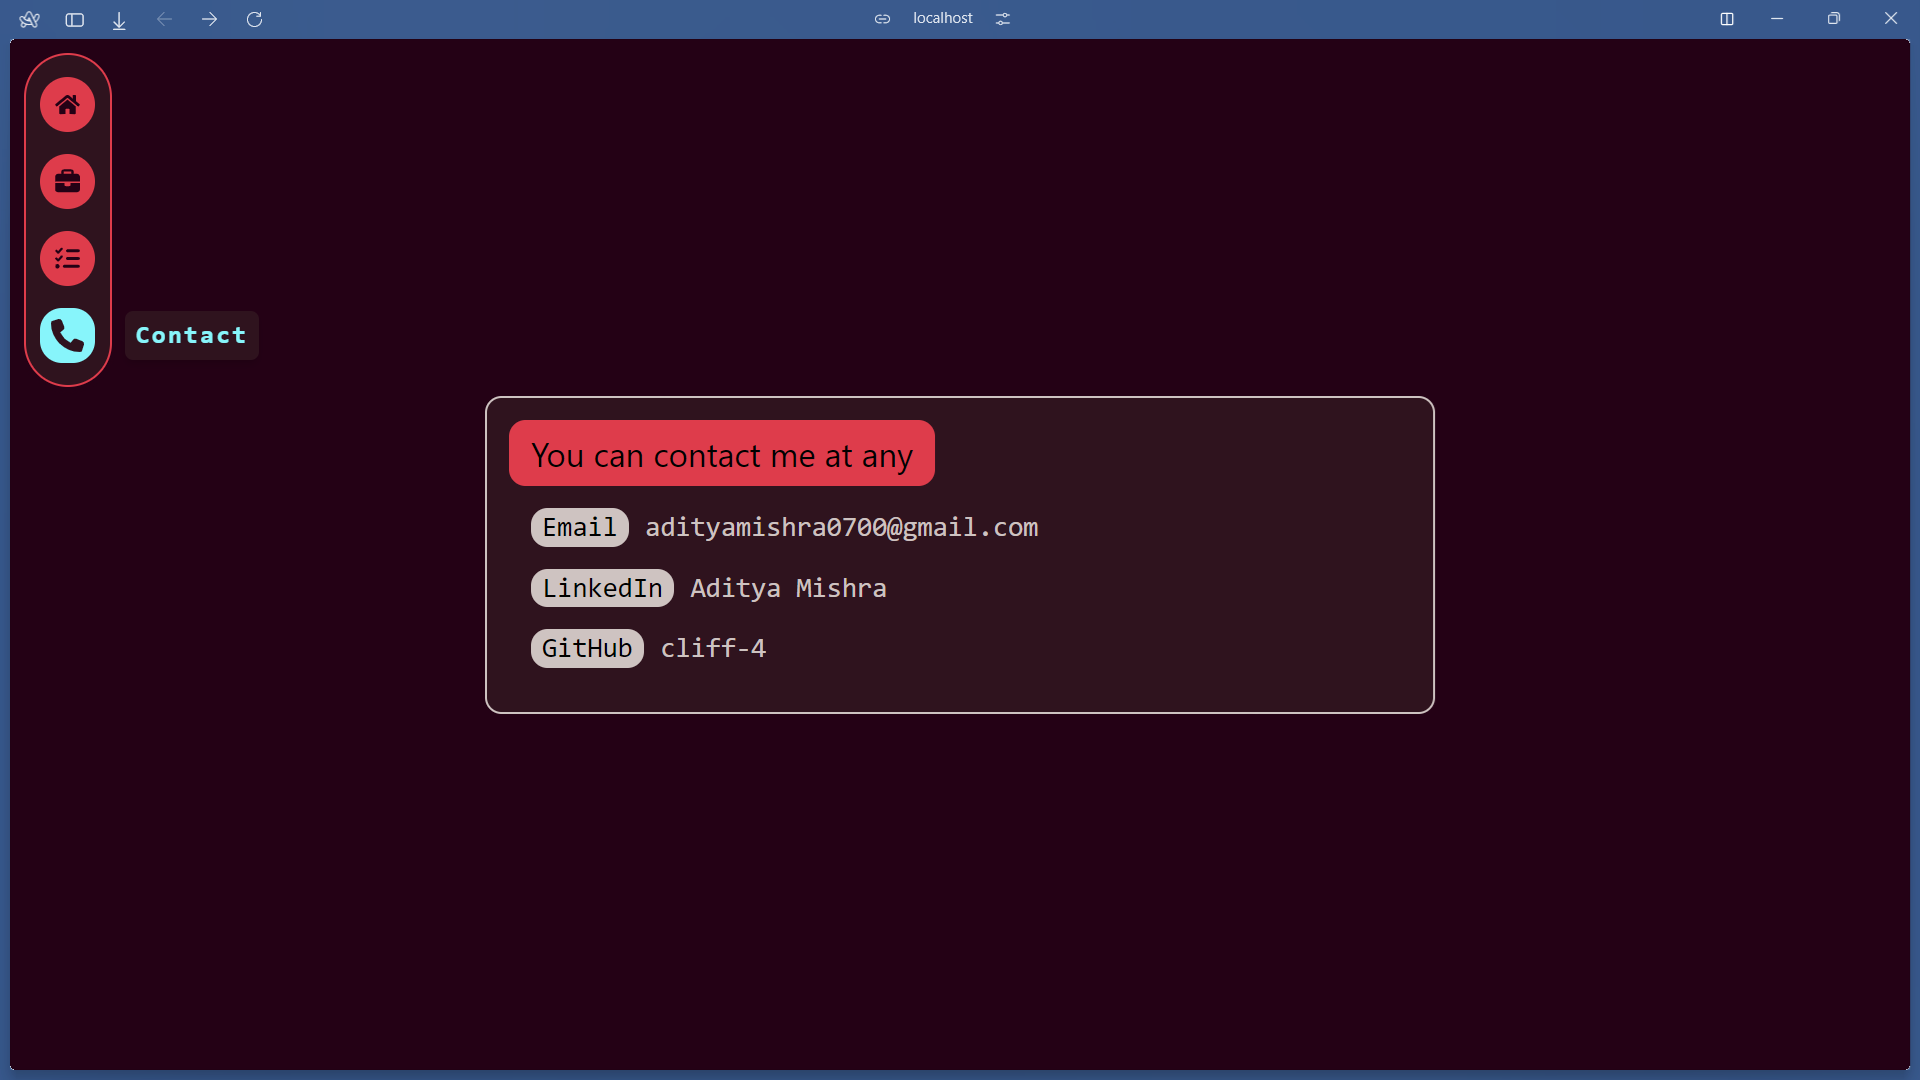 localhost
Contact
You can contact me at any
Email adityamishra0700@gmail.com
LinkedIn Aditya Mishra
GitHub cliff-4